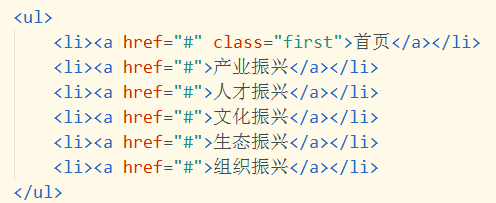 <ul>
    <li><a href="#" class="first">首页</a></li>
    <li><a href="#">产业振兴</a></li>
    <li><a href="#">人才振兴</a></li>
    <li><a href="#">文化振兴</a></li>
    <li><a href="#">生态振兴</a></li>
    <li><a href="#">组织振兴</a></li>
</ul>